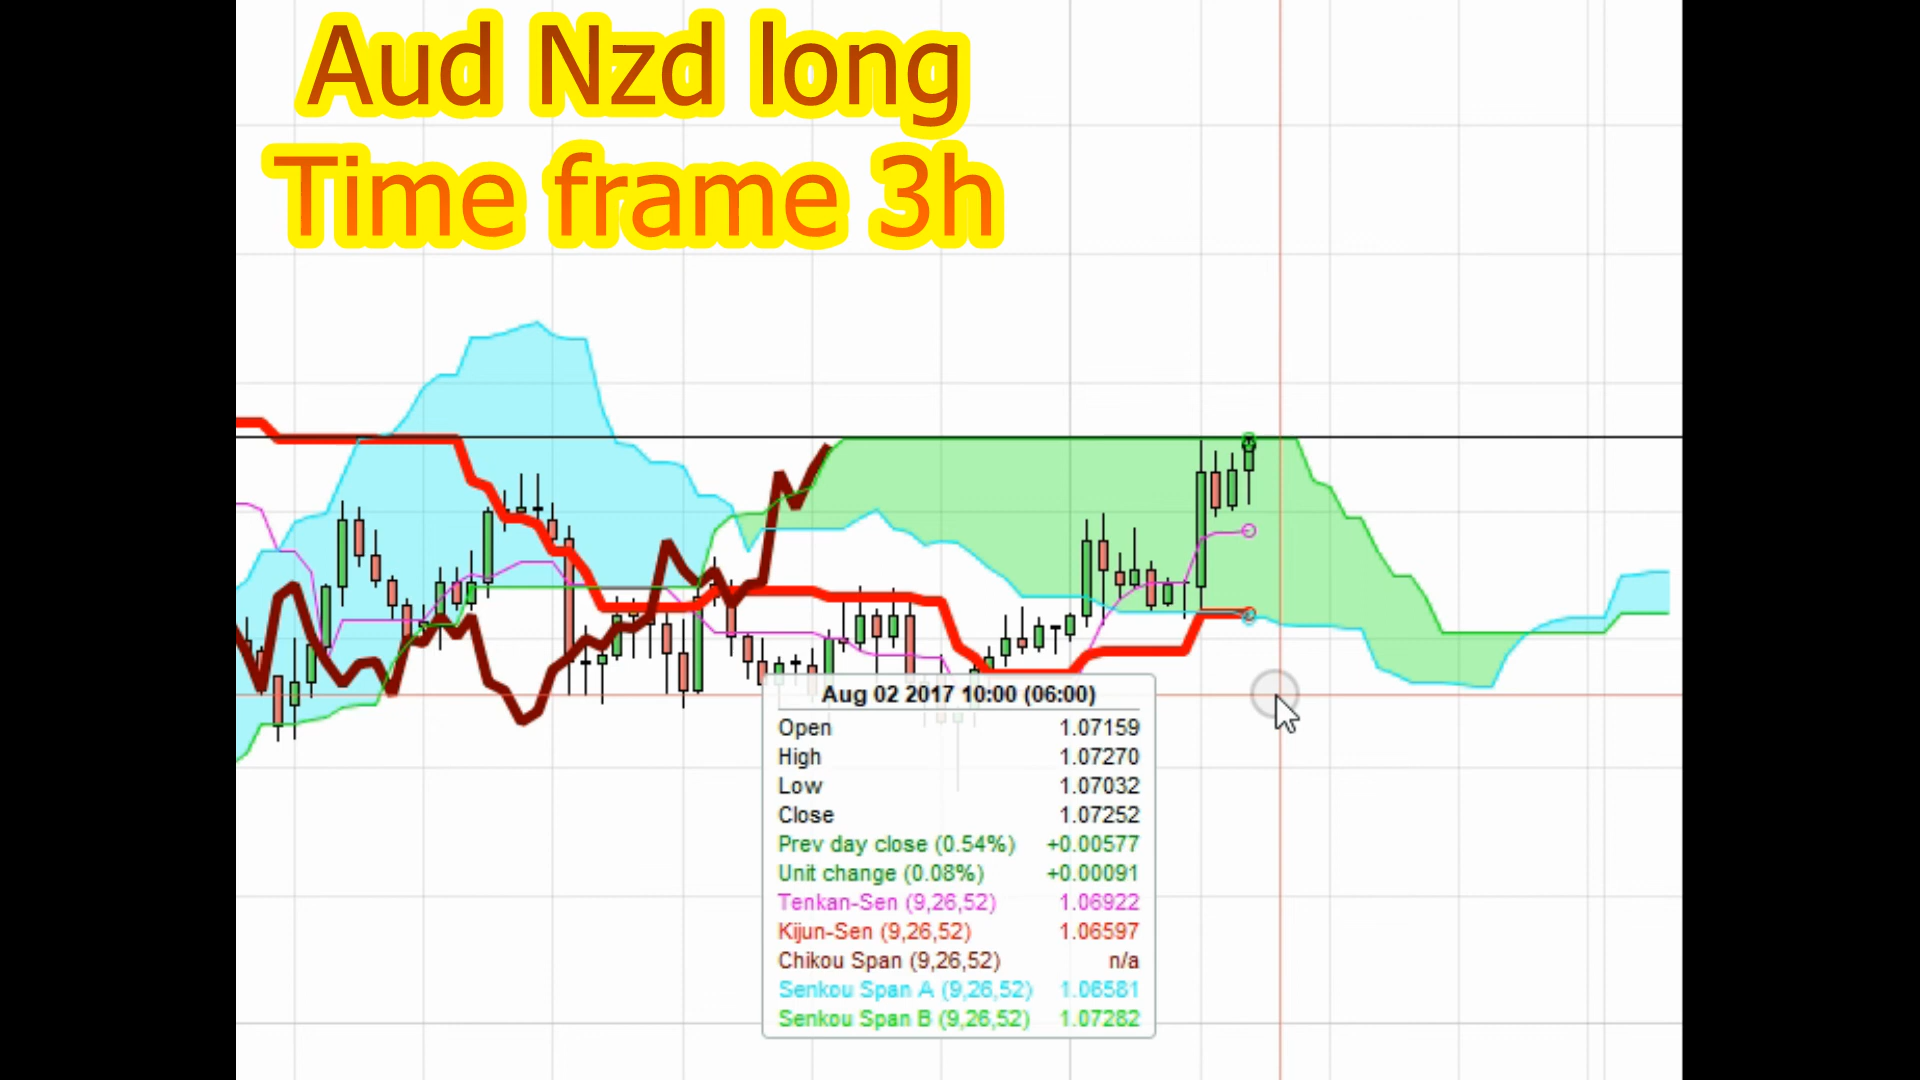 Aud Nzd long
Time frame 3h
Aug 02 2017 10:00 (06:00)
Open 1.07159
High 1.07270
Low 1.07032
Close 1.07252
Prev day close (0.54%) +0.00577
Unit change (0.08%) +0.00091
Tenkan-Sen (9,26,52) 1.06922
Kijun-Sen (9,26,52) 1.06597
Chikou Span (9,26,52) n/a
Senkou Span A (9,26,52) 1.06581
Senkou Span B (9,26,52) 1.07282